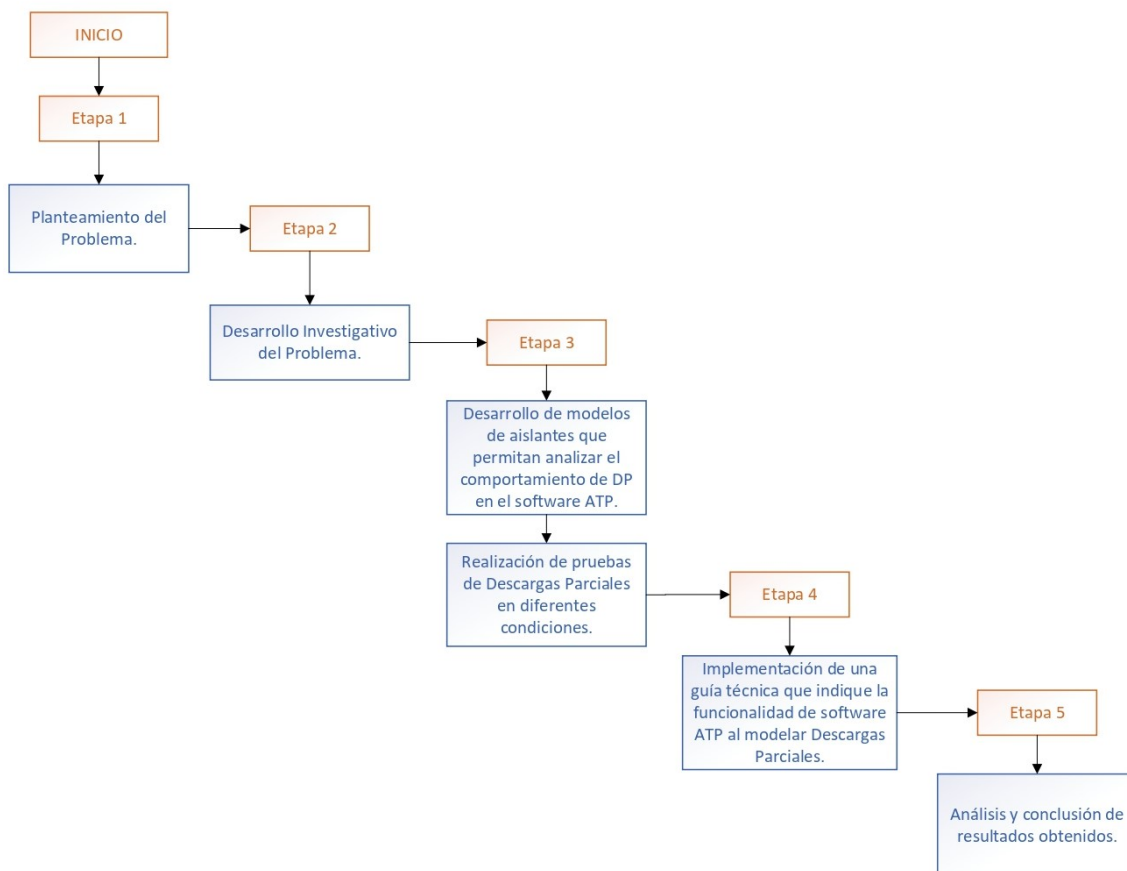 INICIO
Etapa 1
Planteamiento del
Problema.
Etapa 2
Desarrollo Investigativo
del Problema.
Etapa 3
Desarrollo de modelos
de aislantes que
permitan analizar el
comportamiento de DP
en el software ATP.
Realización de pruebas
de Descargas Parciales
en diferentes
condiciones.
Etapa 4
Implementación de una
guía técnica que indique la
funcionalidad de software
ATP al modelar Descargas
Parciales.
Etapa 5
Análisis y conclusión de
resultados obtenidos.